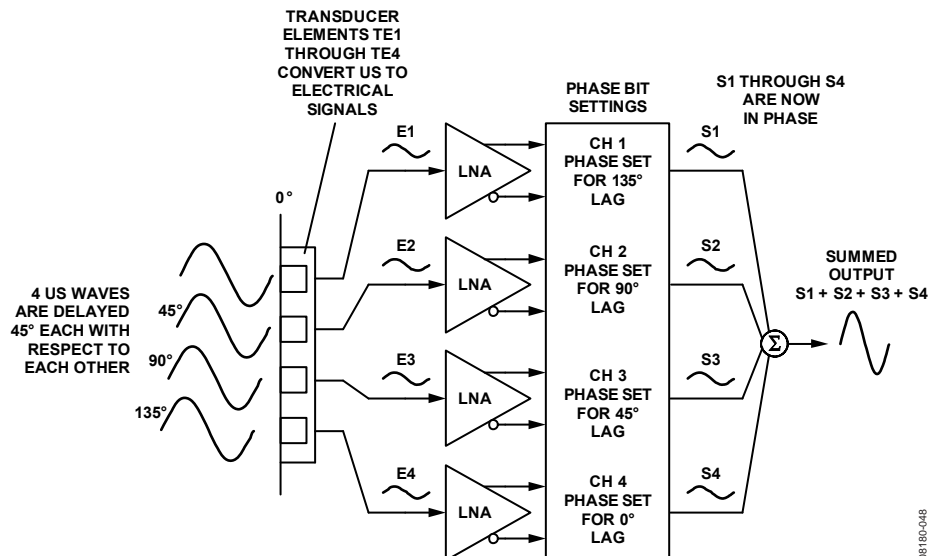 TRANSDUCER
ELEMENTS TE1
THROUGH TE4
CONVERT US TO
ELECTRICAL
SIGNALS
PHASE BIT
SETTINGS
S1 THROUGH S4
ARE NOW
IN PHASE
0°
4 US WAVES
ARE DELAYED
45° EACH WITH
RESPECT TO
EACH OTHER
45°
90°
135°
E1
LNA
CH 1
PHASE SET
FOR 135°
LAG
S1
E2
LNA
CH 2
PHASE SET
FOR 90°
LAG
S2
E3
LNA
CH 3
PHASE SET
FOR 45°
LAG
S3
E4
LNA
CH 4
PHASE SET
FOR 0°
LAG
S4
Σ
SUMMED
OUTPUT
S1 + S2 + S3 + S4
08180-048